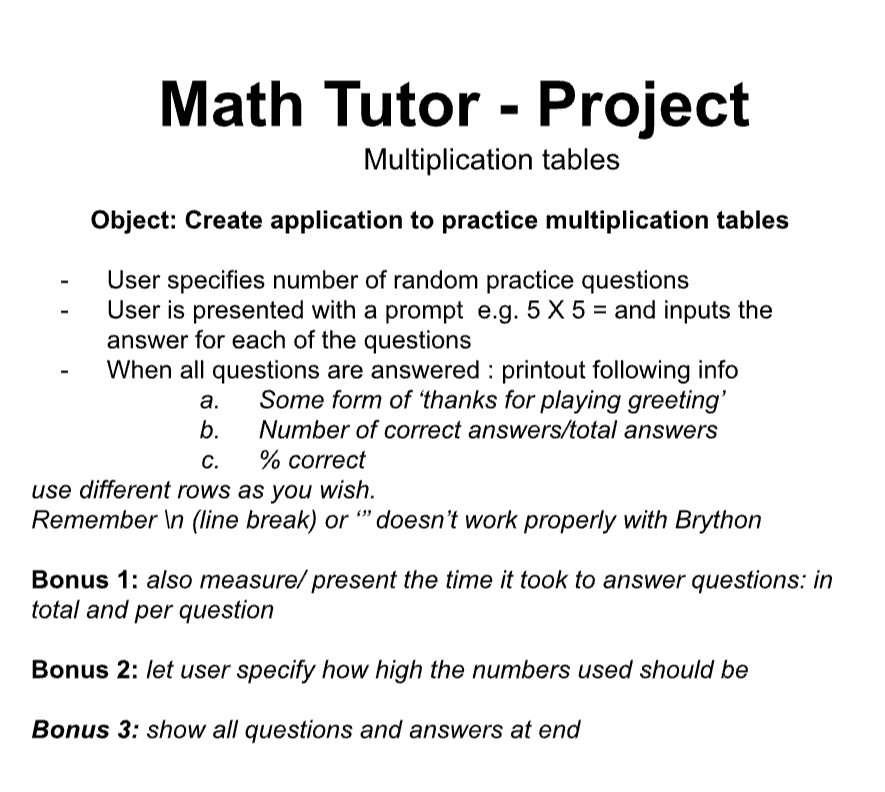 Math Tutor - Project
Multiplication tables
Object: Create application to practice multiplication tables
- User specifies number of random practice questions
- User is presented with a prompt e.g. 5 X 5 = and inputs the
answer for each of the questions
- When all questions are answered : printout following info
a. Some form of ‘thanks for playing greeting’
b. Number of correct answers/total answers
c. % correct
use different rows as you wish.
Remember \n (line break) or ‘” doesn’t work properly with Brython
Bonus 1: also measure/ present the time it took to answer questions: in
total and per question
Bonus 2: let user specify how high the numbers used should be
Bonus 3: show all questions and answers at end